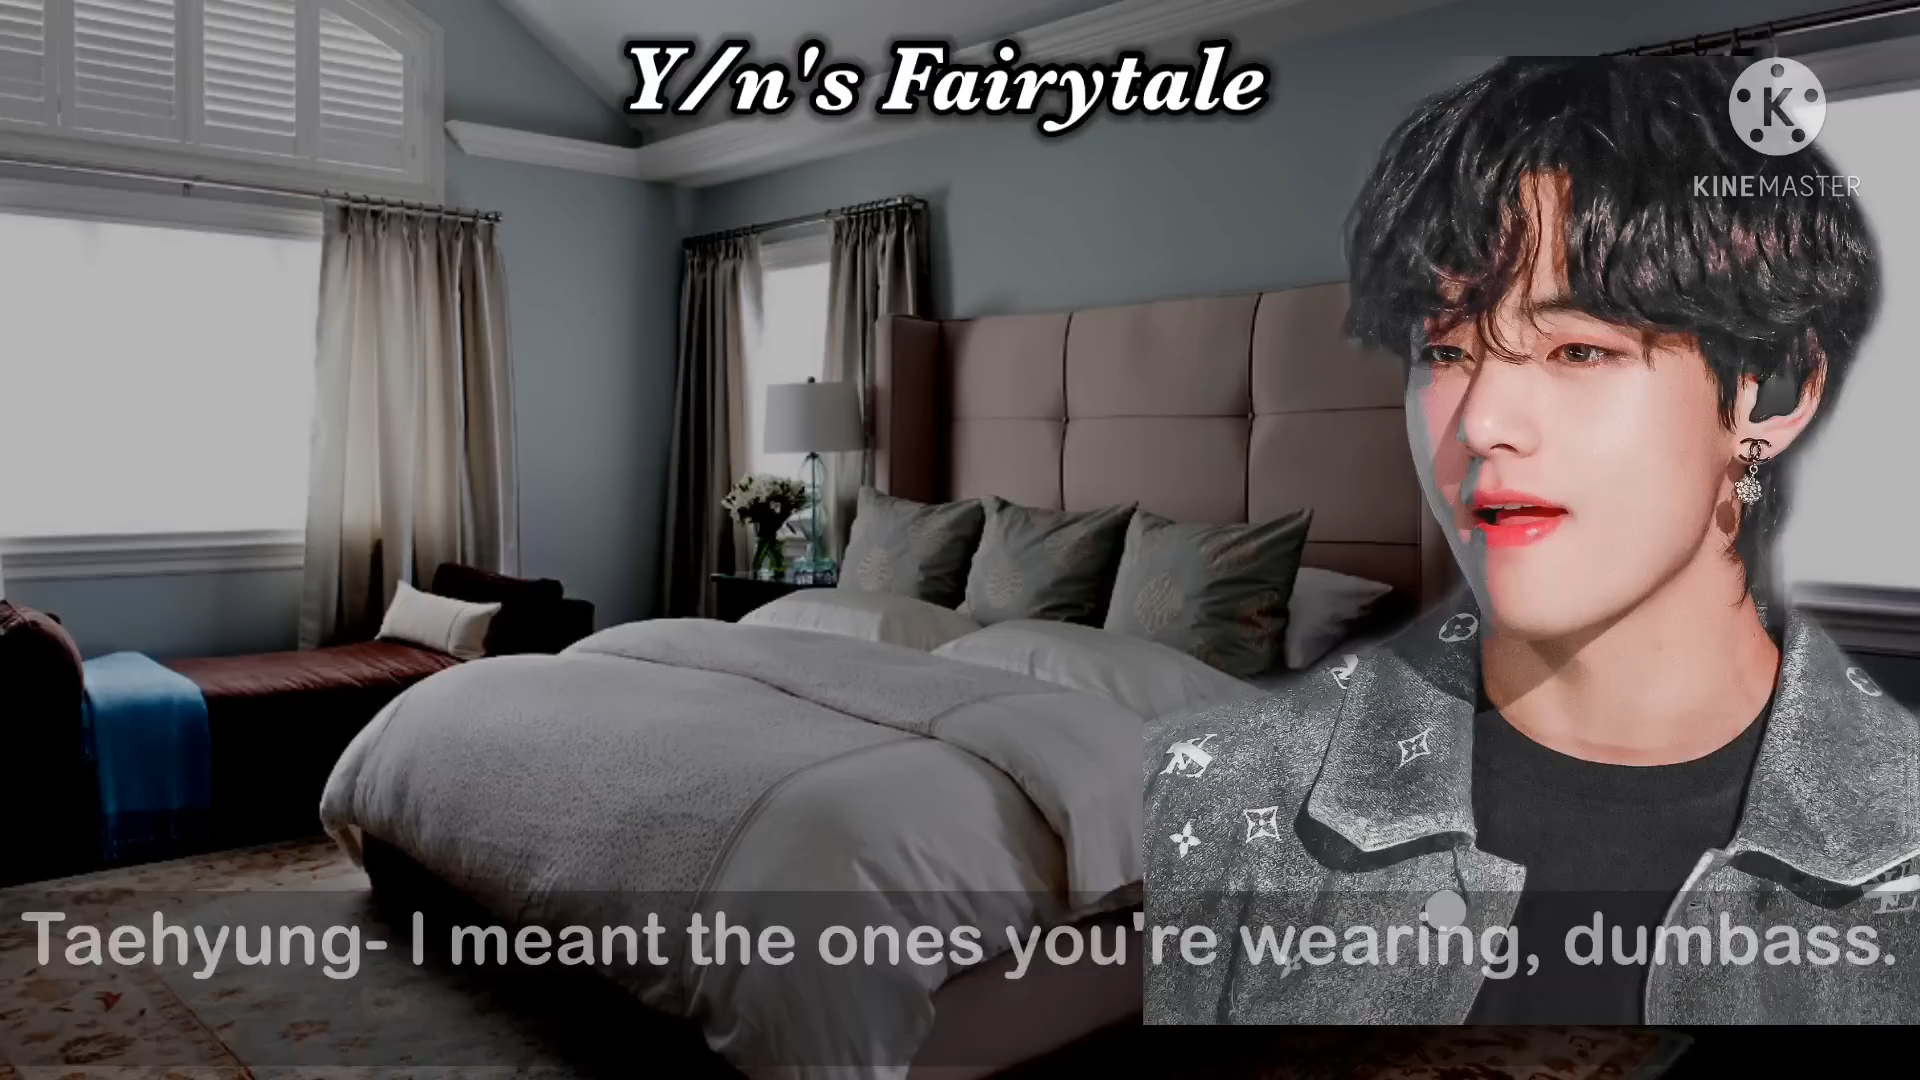 Y/n's Fairytale
K
KINEMASTER
Taehyung- I meant the ones you're wearing, dumbass.